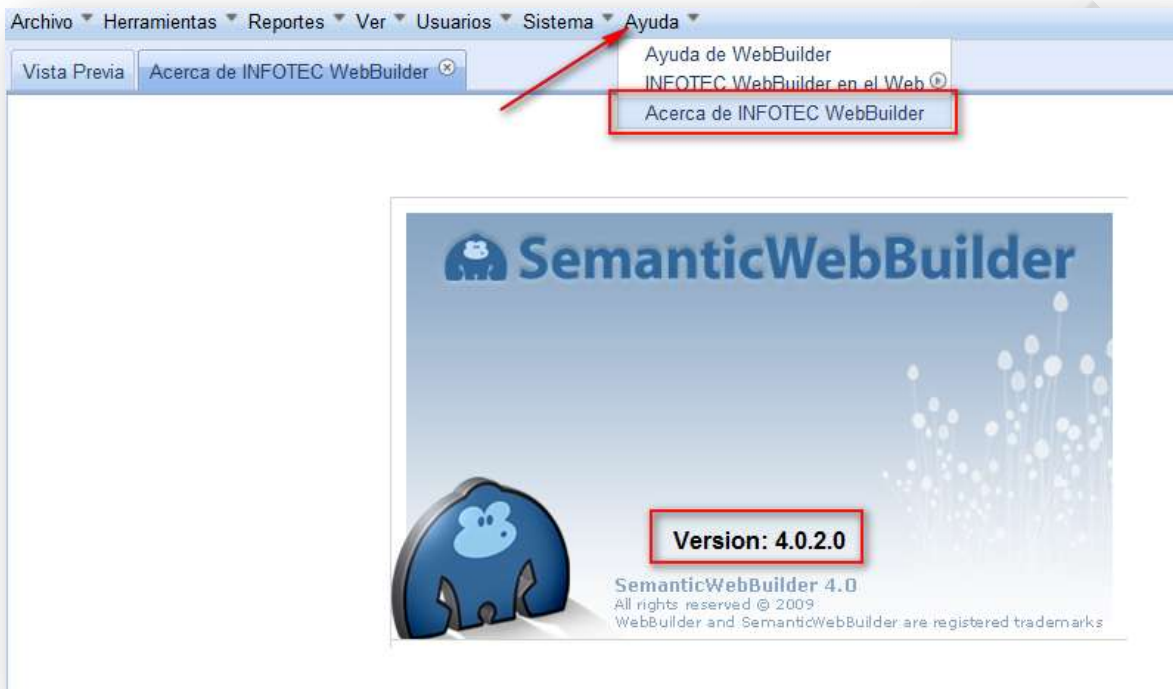 Archivo Herramientas Reportes Ver Usuarios Sistema Ayuda
Vista Previa Acerca de INFOTEC WebBuilder
Ayuda de WebBuilder
INFOTEC WebBuilder en el Web
Acerca de INFOTEC WebBuilder
SemanticWebBuilder
Version: 4.0.2.0
SemanticWebBuilder 4.0
All rights reserved © 2009
WebBuilder and SemanticWebBuilder are registered trademarks